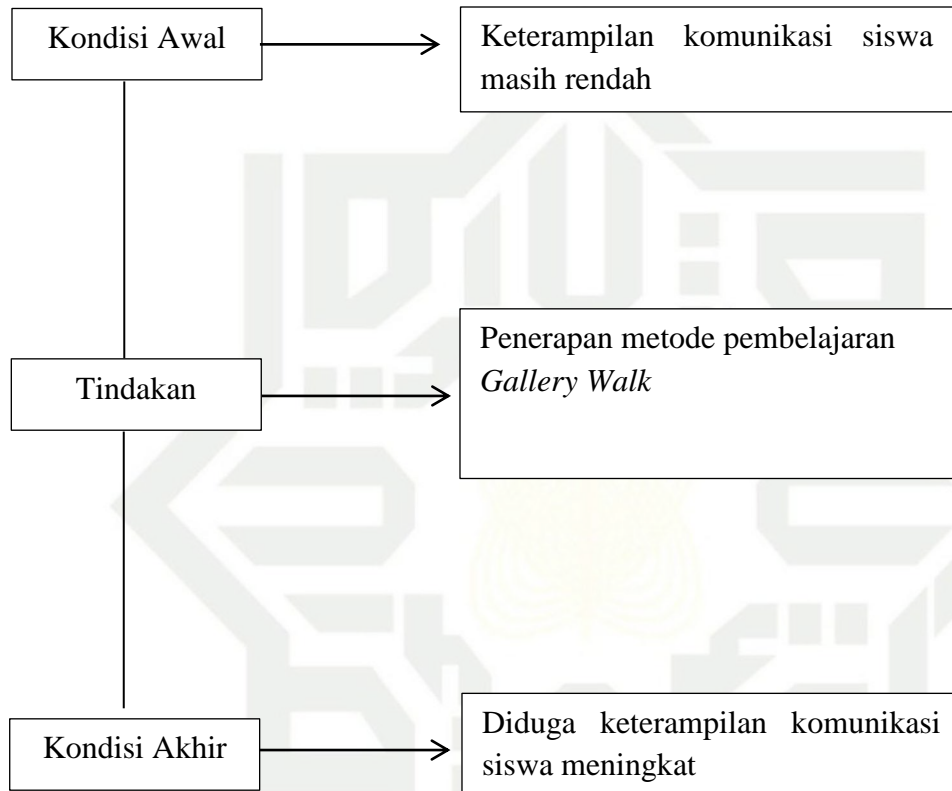 Kondisi Awal
Keterampilan komunikasi siswa
masih rendah
Tindakan
Penerapan metode pembelajaran
Gallery Walk
Kondisi Akhir
Diduga keterampilan komunikasi
siswa meningkat